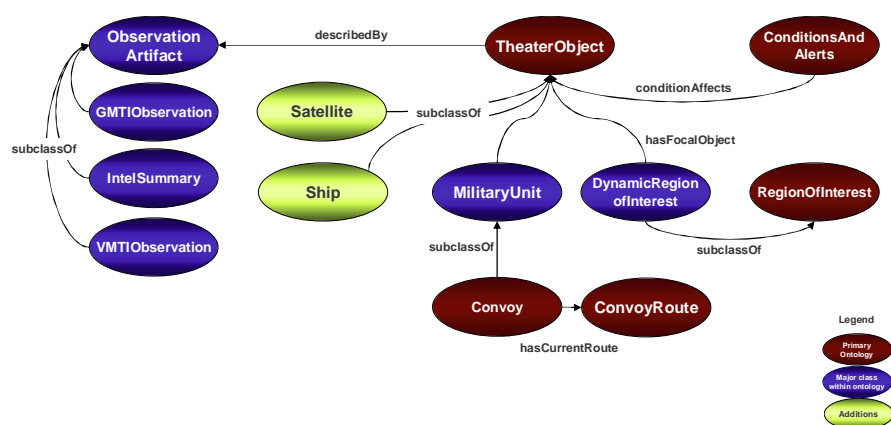 Observation
Artifact
describedBy
TheaterObject
ConditionsAnd
Alerts
conditionAffects
GMTIObservation
Satellite
subclassOf
subclassOf
hasFocalObject
IntelSummary
Ship
MilitaryUnit
DynamicRegion
ofInterest
RegionOfInterest
VMTIObservation
subclassOf
subclassOf
Convoy
ConvoyRoute
hasCurrentRoute
Legend
Primary
Ontology
Major class
within ontology
Additions